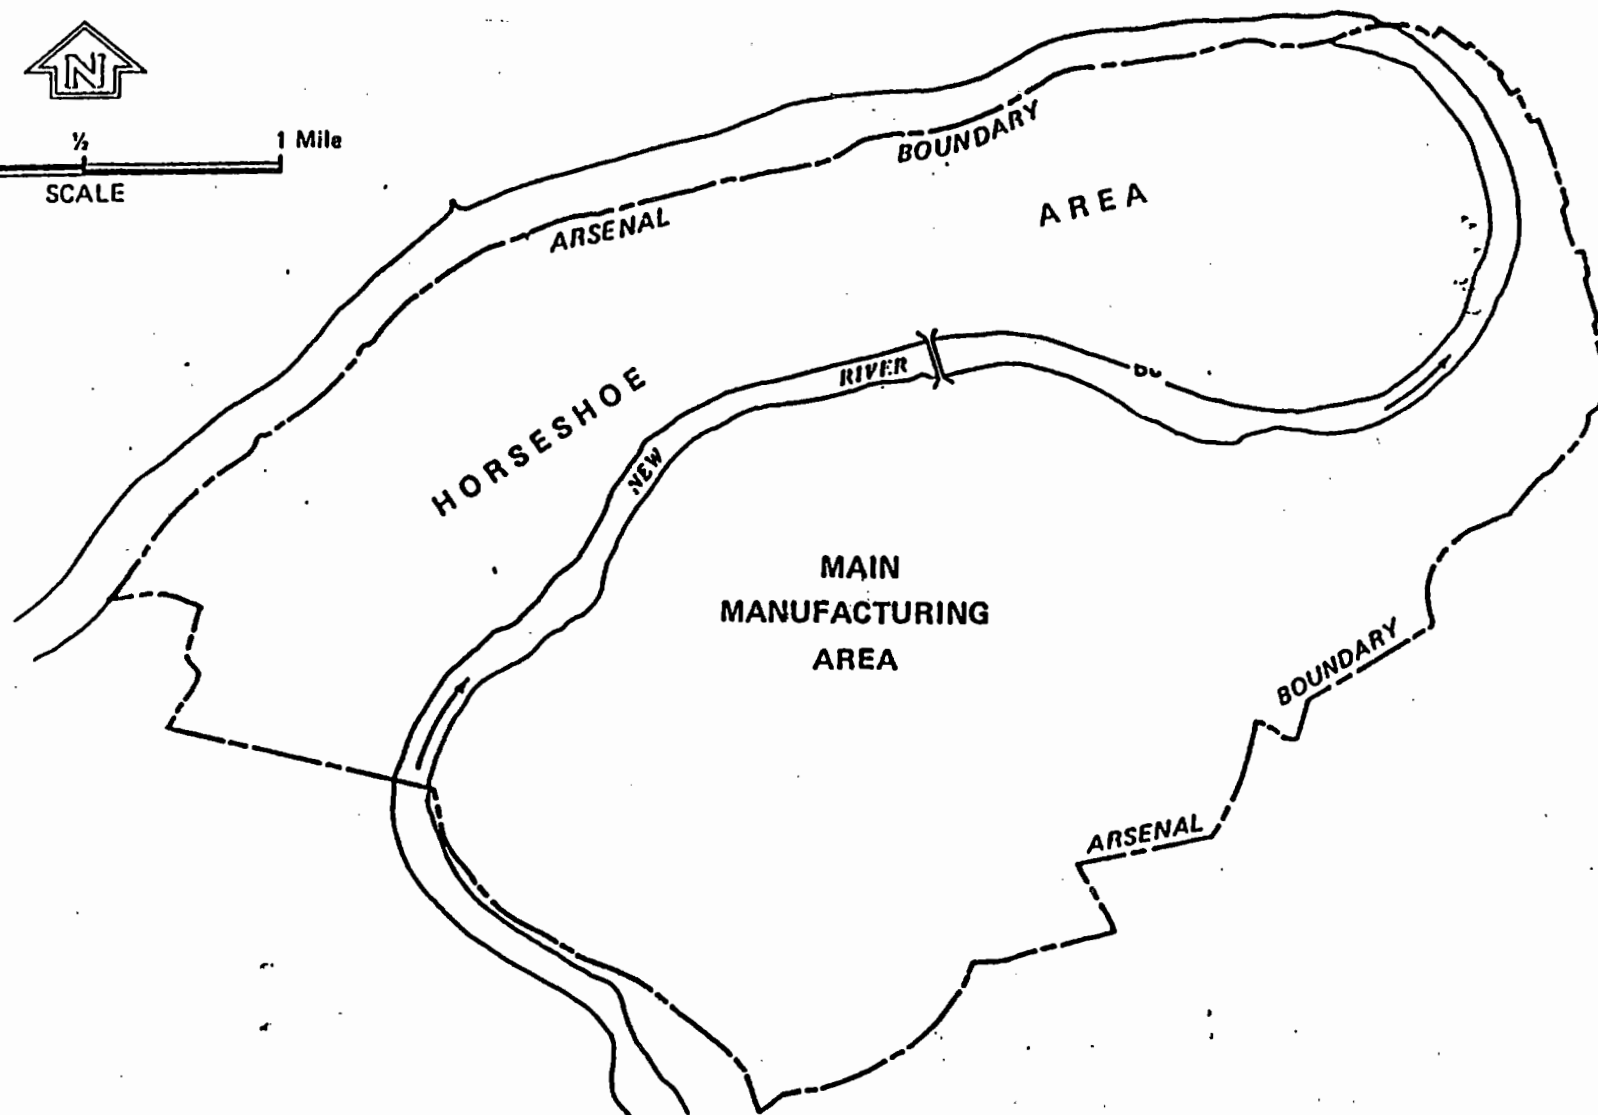 N
½
1 Mile
SCALE
BOUNDARY
ARSENAL
AREA
HORSESHOE
NEW
RIVER
MAIN
MANUFACTURING
AREA
BOUNDARY
ARSENAL